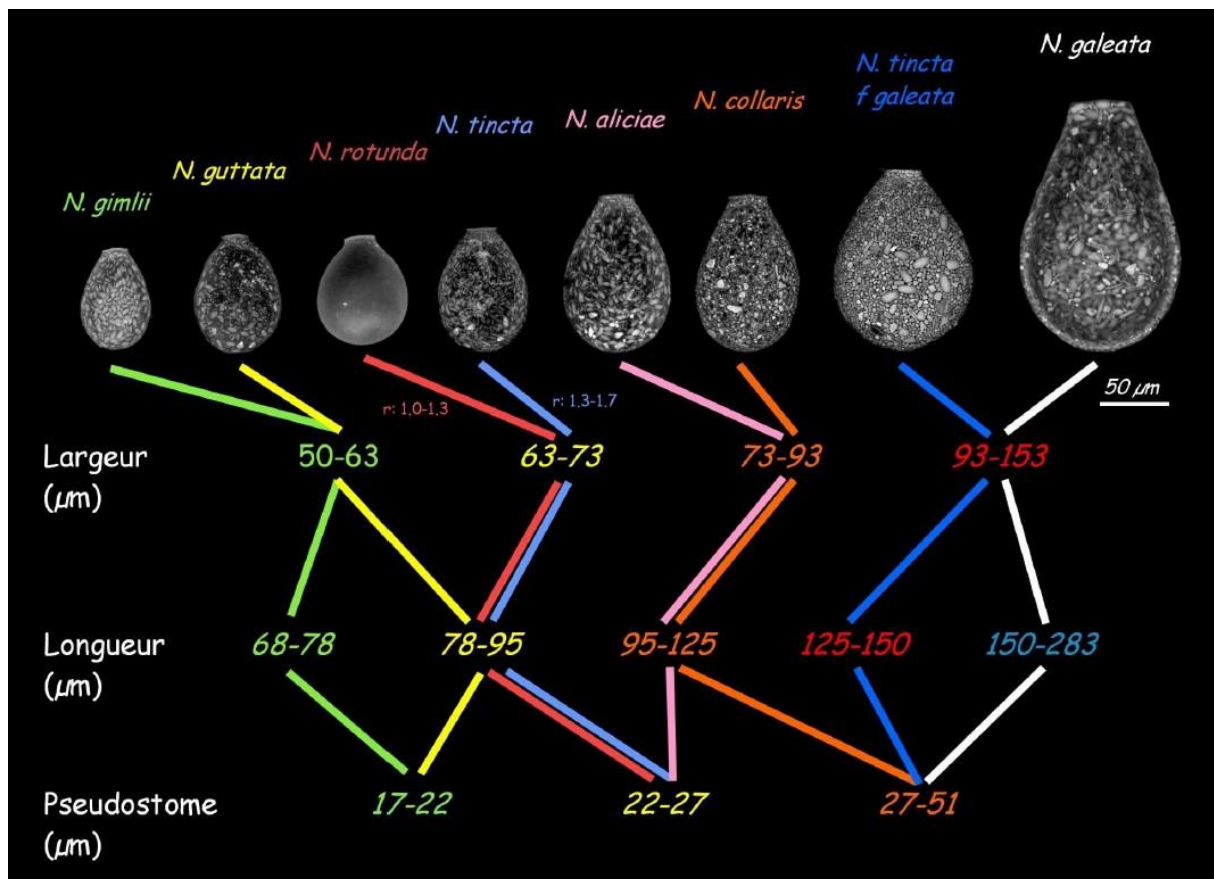 N. galeata
N. tincta
f galeata
N. collaris
N. aliciae
N. tincta
N. rotunda
N. guttata
N. gimlii
50 µm
r: 1.0-1.3
r: 1.3-1.7
Largeur
(µm)
50-63
63-73
73-93
93-153
Longueur
(µm)
68-78
78-95
95-125
125-150
150-283
Pseudostome
(µm)
17-22
22-27
27-51